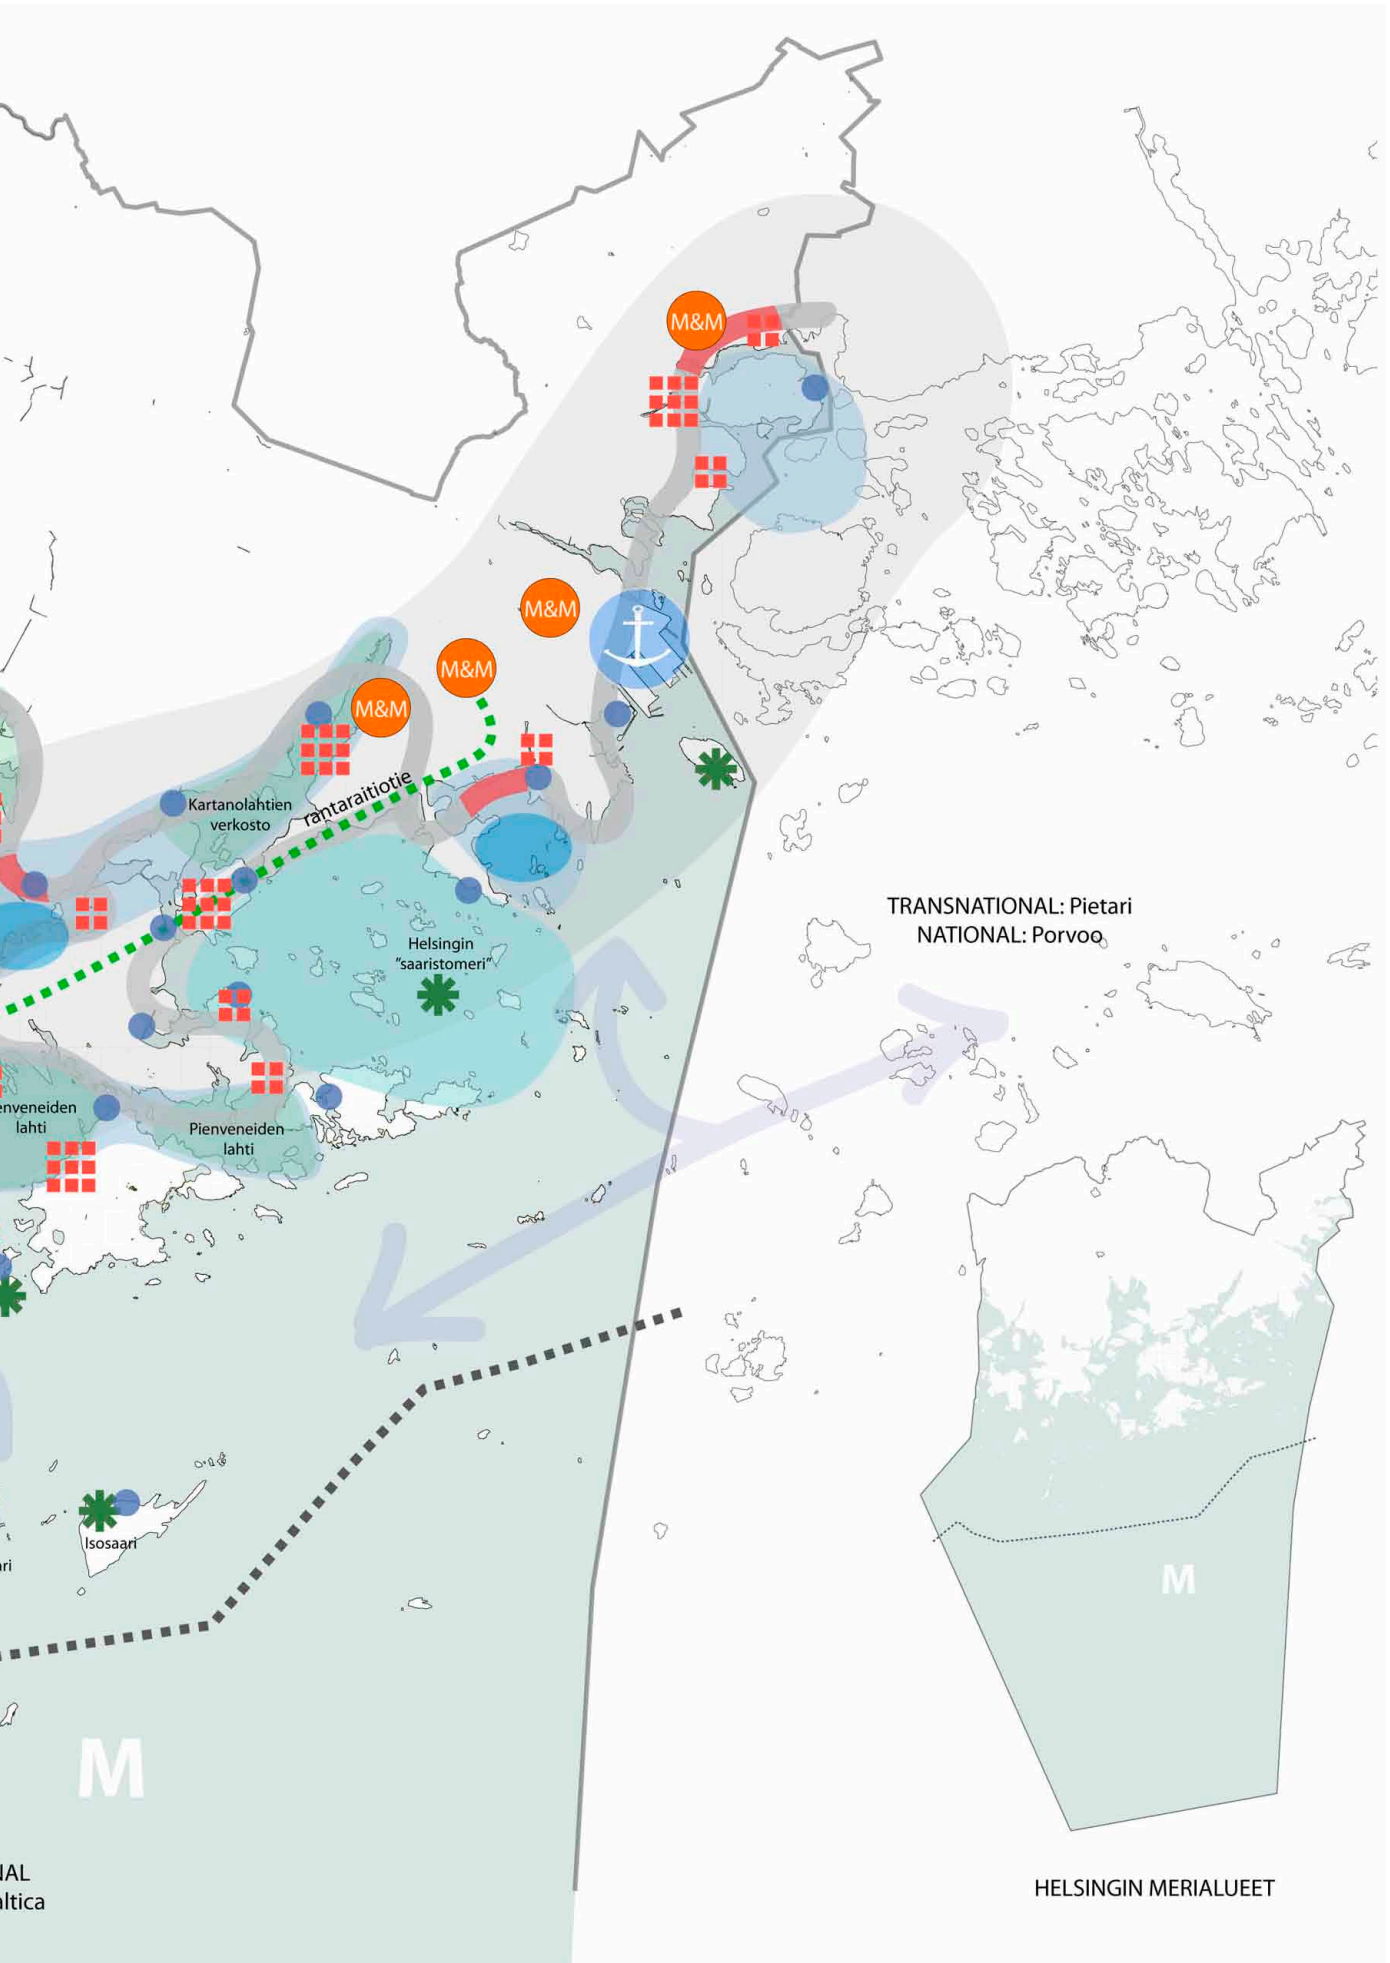 M&M
M&M
M&M
M&M
rantaraitiotie
Kartanolahtien
verkosto
TRANSNATIONAL: Pietari
NATIONAL: Porvoo
Helsingin
"saaristomeri"
enveneiden
lahti
Pienveneiden
lahti
Isosaari
ari
M
M
NAL
altica
HELSINGIN MERIALUEET